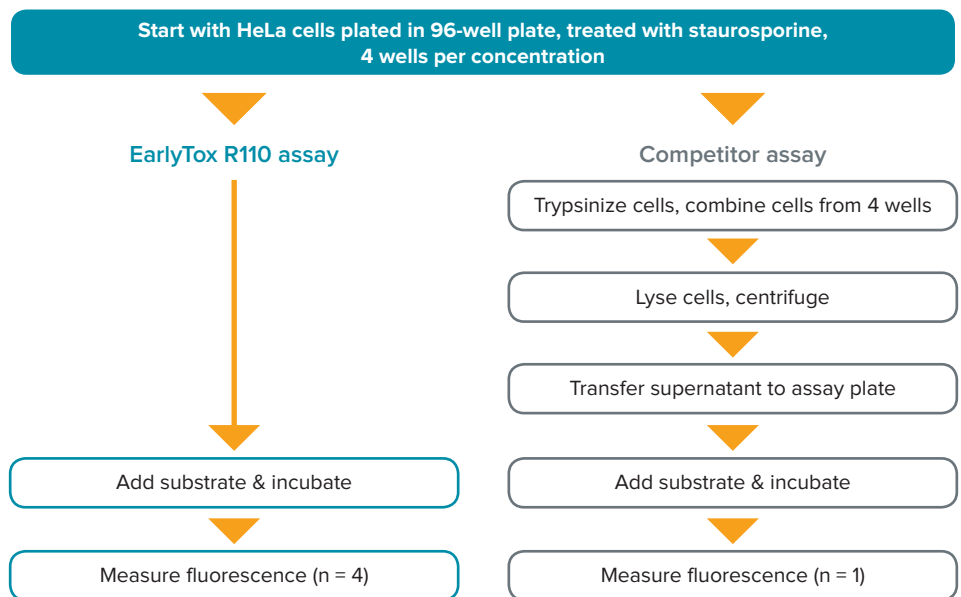 Start with HeLa cells plated in 96-well plate, treated with staurosporine,
4 wells per concentration
EarlyTox R110 assay
Add substrate & incubate
Measure fluorescence (n = 4)
Competitor assay
Trypsinize cells, combine cells from 4 wells
Lyse cells, centrifuge
Transfer supernatant to assay plate
Add substrate & incubate
Measure fluorescence (n = 1)